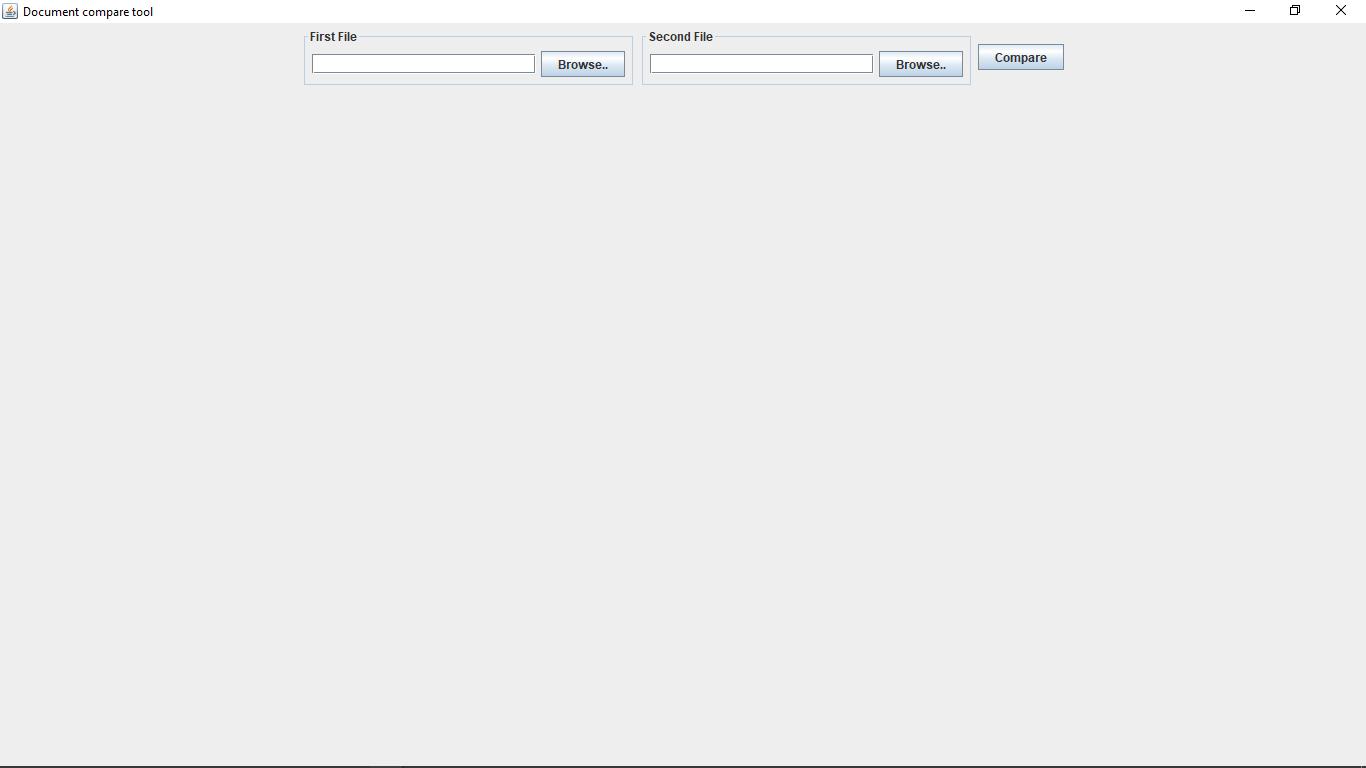 Document compare tool
First File
Browse..
Second File
Browse..
Compare